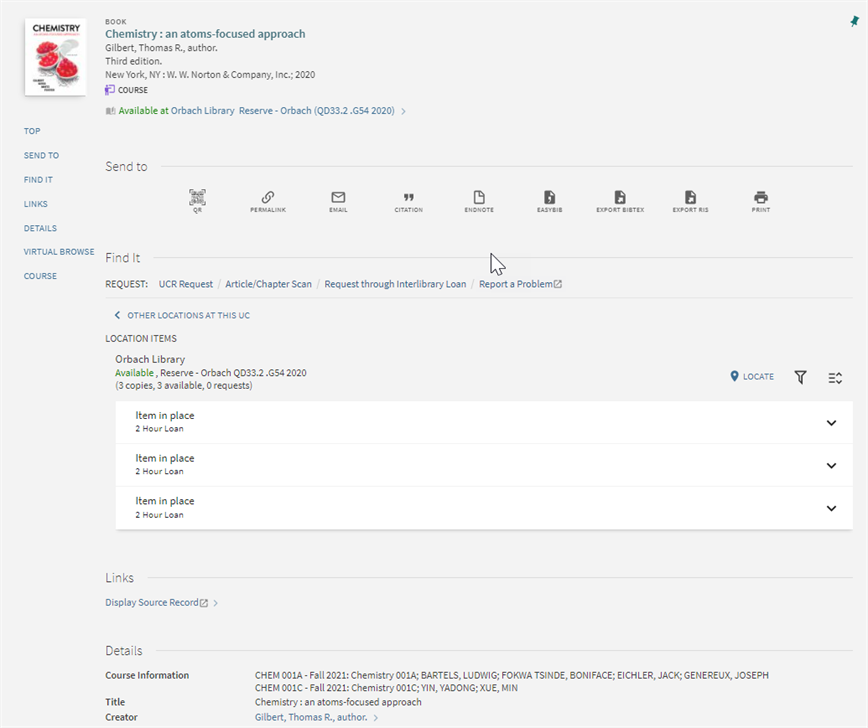 CHEMISTRY
BOOK
Chemistry : an atoms-focused approach
Gilbert, Thomas R., author.
Third edition.
New York, NY : W. W. Norton & Company, Inc.; 2020
COURSE
Available at Orbach Library Reserve - Orbach (QD33.2 .G54 2020)
TOP
SEND TO
FIND IT
LINKS
DETAILS
VIRTUAL BROWSE
COURSE
Send to
QR
PERMALINK
EMAIL
CITATION
ENDNOTE
EASYBIB
EXPORT BIBTEX
EXPORT RIS
PRINT
Find It
REQUEST: UCR Request / Article/Chapter Scan / Request through Interlibrary Loan / Report a Problem
OTHER LOCATIONS AT THIS UC
LOCATION ITEMS
Orbach Library
Available , Reserve - Orbach QD33.2 .G54 2020
(3 copies, 3 available, 0 requests)
LOCATE
Item in place
2 Hour Loan
Item in place
2 Hour Loan
Item in place
2 Hour Loan
Links
Display Source Record
Details
Course Information CHEM 001A - Fall 2021: Chemistry 001A; BARTELS, LUDWIG; FOKWA TSINDE, BONIFACE; EICHLER, JACK; GENEREUX, JOSEPH
CHEM 001C - Fall 2021: Chemistry 001C; YIN, YADONG; XUE, MIN
Title Chemistry : an atoms-focused approach
Creator Gilbert, Thomas R., author.